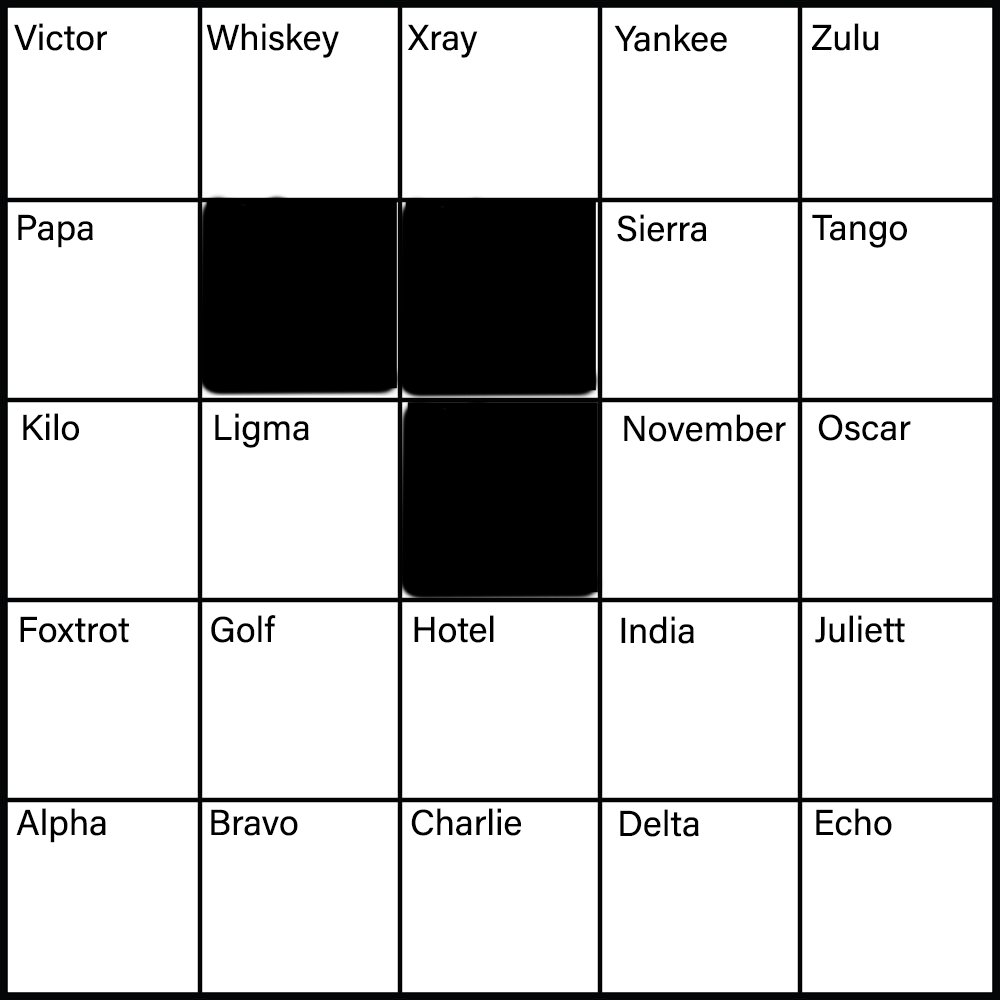 Victor Whiskey Xray Yankee Zulu
Papa Sierra Tango
Kilo Ligma November Oscar
Foxtrot Golf Hotel India Juliett
Alpha Bravo Charlie Delta Echo